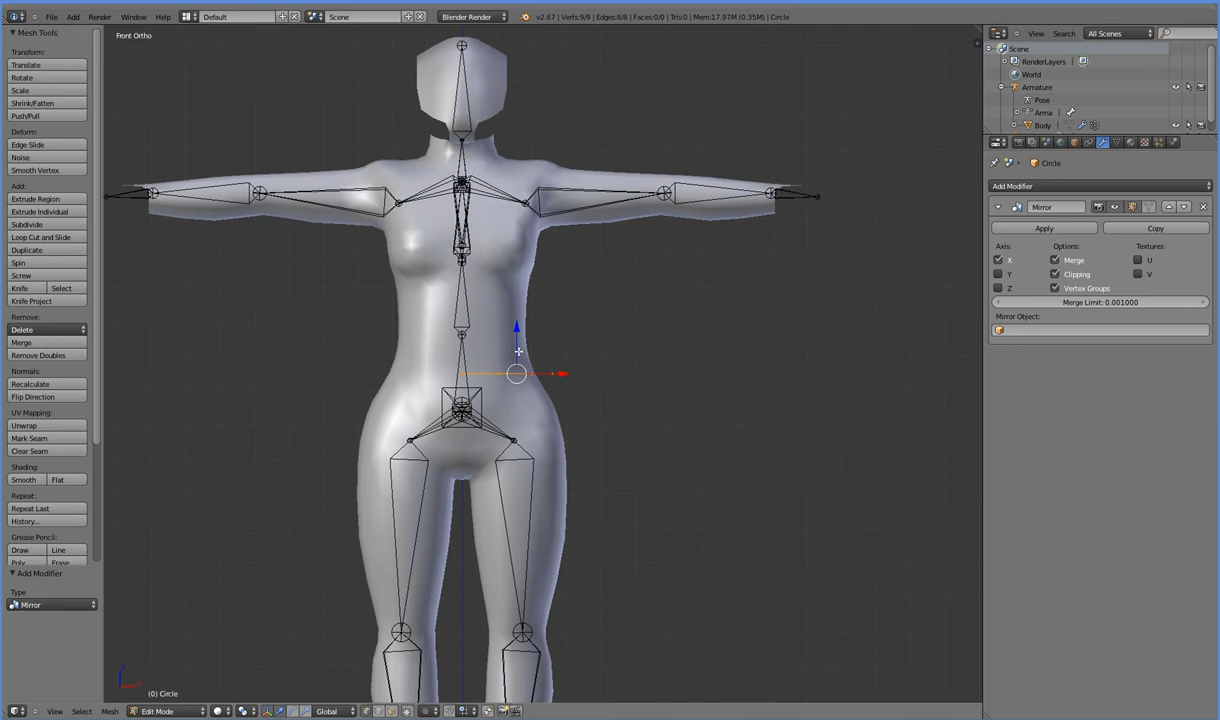 File Add Render Window Help Default Scene Blender Render v2.67 | Verts:9/9 | Edges:8/8 | Faces:0/0 | Tris:0 | Mem:17.97M (0.35M) | Circle
Mesh Tools
Transform:
Translate
Rotate
Scale
Shrink/Fatten
Push/Pull
Deform:
Edge Slide
Noise
Smooth Vertex
Add:
Extrude Region
Extrude Individual
Subdivide
Loop Cut and Slide
Duplicate
Spin
Screw
Knife Select
Knife Project
Remove:
Delete
Merge
Remove Doubles
Normals:
Recalculate
Flip Direction
UV Mapping:
Unwrap
Mark Seam
Clear Seam
Shading:
Smooth Flat
Repeat:
Repeat Last
History...
Grease Pencil:
Draw Line
Poly Erase
Add Modifier
Type
Mirror
Front Ortho
(0) Circle
View Select Mesh Edit Mode Global
View Search All Scenes
Scene
RenderLayers |
World
Armature
Pose
Arma
Body
Circle
Add Modifier
Mirror
Apply Copy
Axis: Options: Textures:
X Merge U
Y Clipping V
Z Vertex Groups
Merge Limit: 0.001000
Mirror Object: